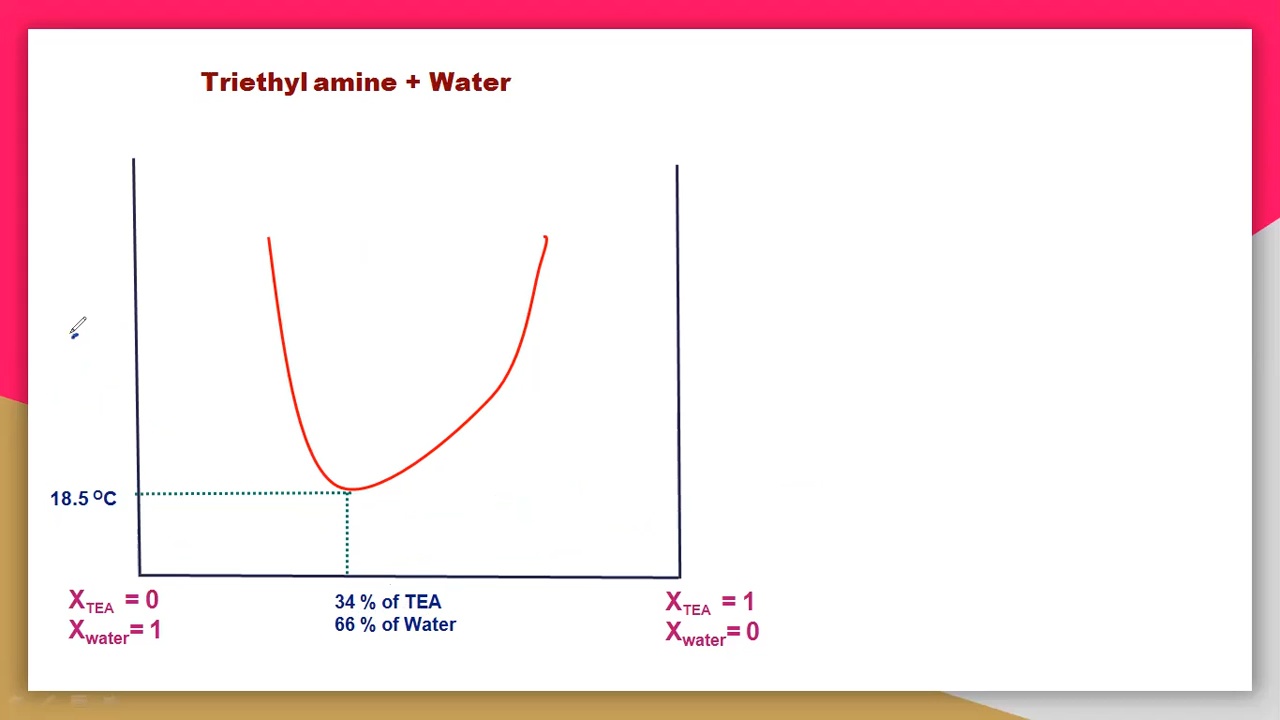 Triethyl amine + Water
18.5 ᴼC
X_TEA = 0
X_water= 1
34 % of TEA
66 % of Water
X_TEA = 1
X_water= 0